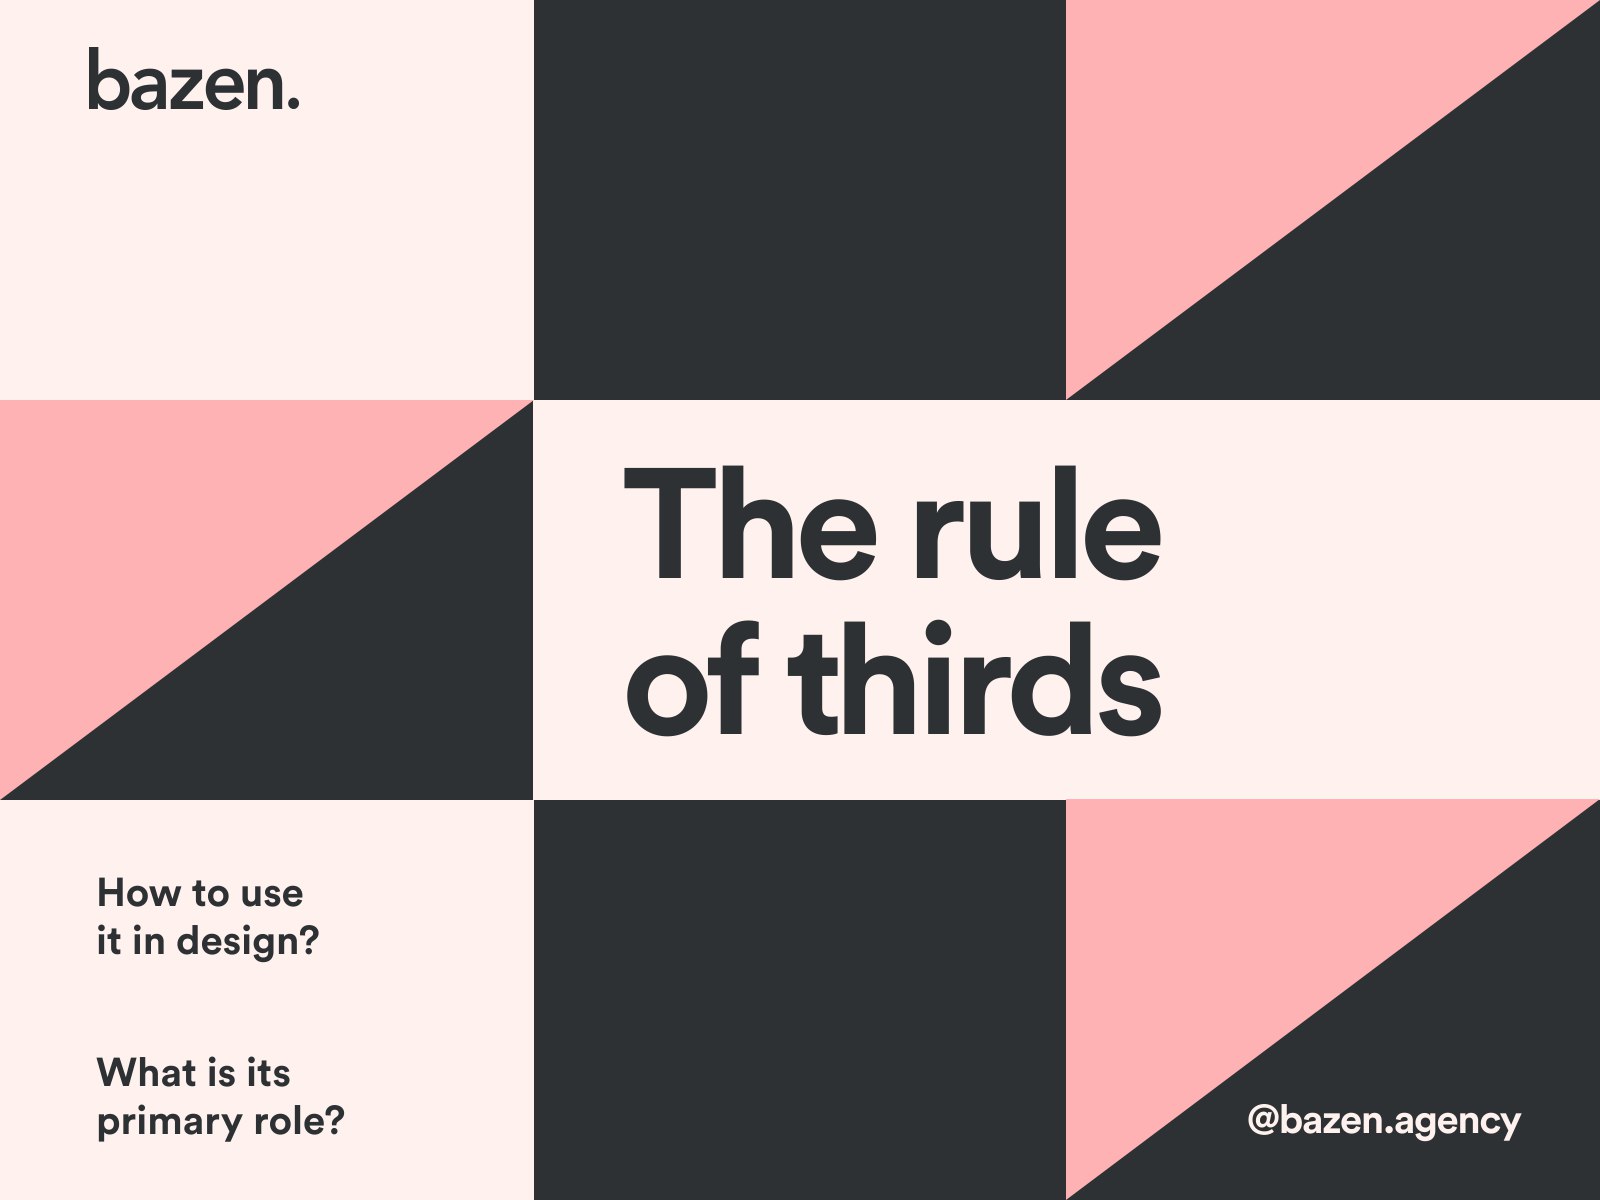 bazen.
The rule
of thirds
How to use
it in design?
What is its
primary role?
@bazen.agency